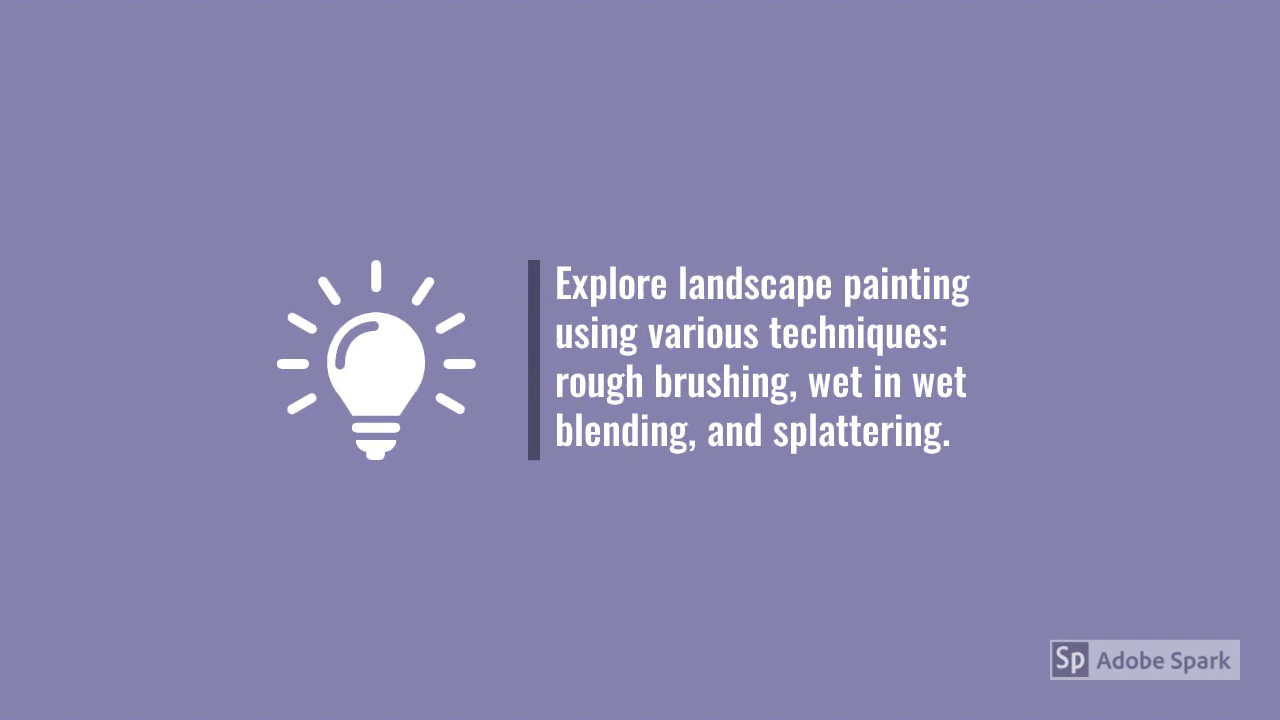 Explore landscape painting
using various techniques:
rough brushing, wet in wet
blending, and splattering.
Sp Adobe Spark